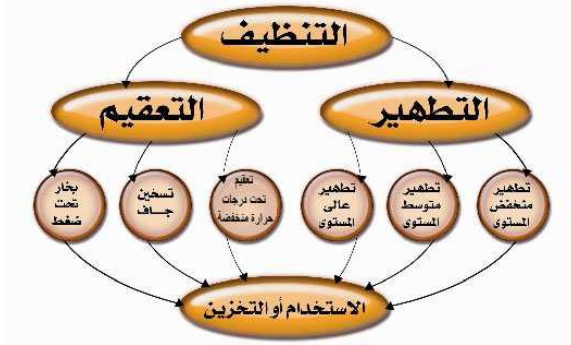 التنظيف
التطهير
التعقيم
تطهير
منخفض
المستوى
تطهير
متوسط
المستوى
تطهير
عالى
المستوى
تعقيم
تحت درجات
حرارة منخفضة
تسخين
جاف
بخار
تحت
ضغط
الاستخدام أو التخزين